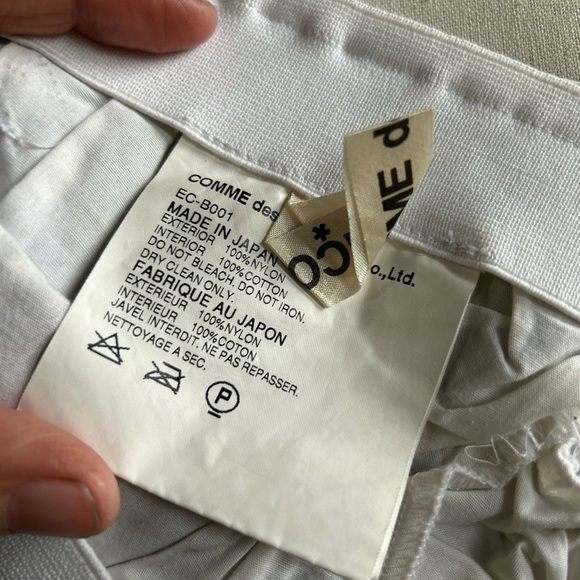 COMME des
o.,Ltd.
EC-B001
MADE IN JAPAN
EXTERIOR 100%NYLON
INTERIOR 100%COTTON
DO NOT BLEACH. DO NOT IRON.
DRY CLEAN ONLY.
FABRIQUE AU JAPON
EXTERIEUR 100%NYLON
INTERIEUR 100%COTON
JAVEL INTERDIT. NE PAS REPASSER.
NETTOYAGE A SEC.
P
*CO
ME d